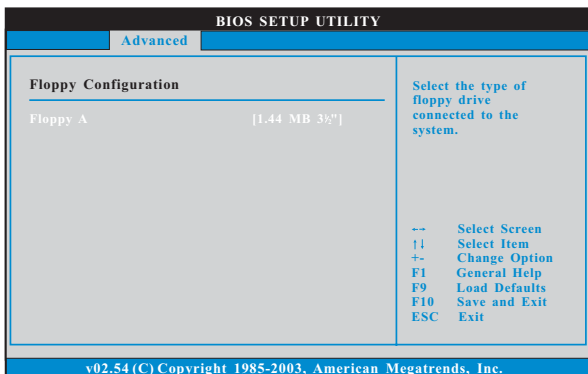 BIOS SETUP UTILITY
Advanced
Floppy Configuration
Floppy A [1.44 MB 3½"]
Select the type of
floppy drive
connected to the
system.
←→ Select Screen
↑↓ Select Item
+- Change Option
F1 General Help
F9 Load Defaults
F10 Save and Exit
ESC Exit
v02.54 (C) Copyright 1985-2003, American Megatrends, Inc.